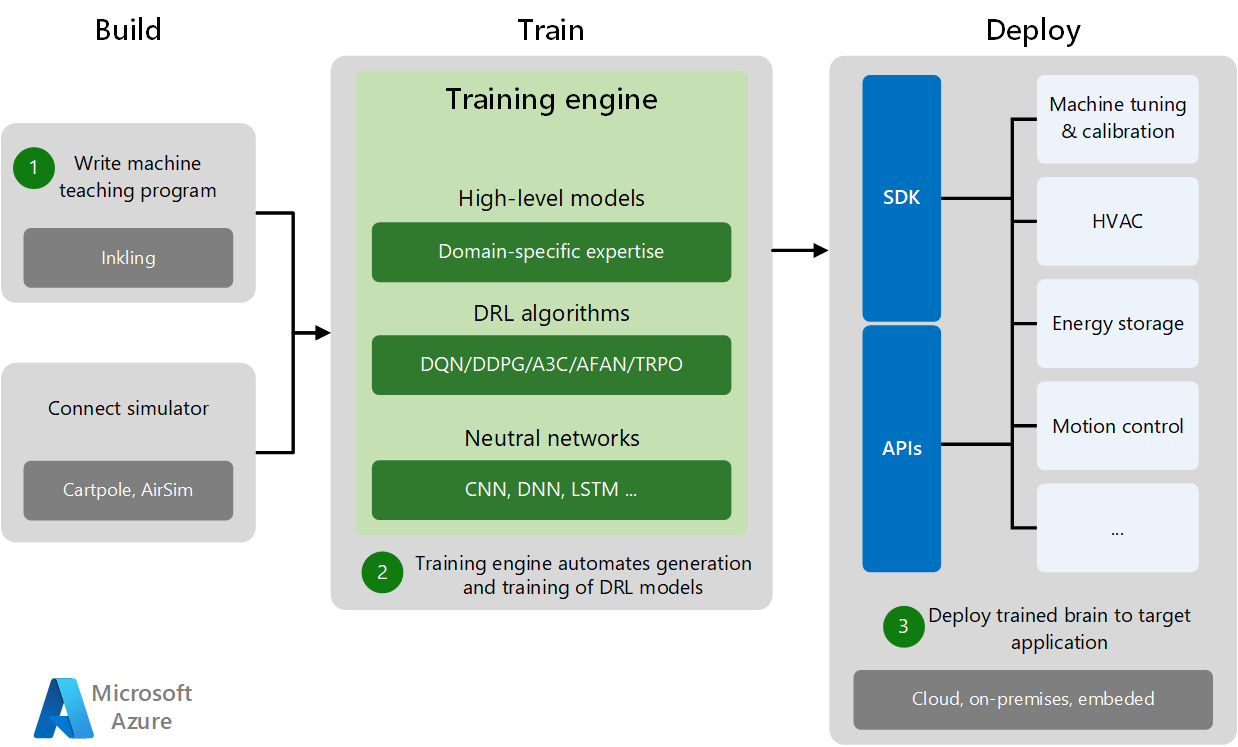 Build
Train
Deploy
1
Write machine
teaching program
Inkling
Connect simulator
Cartpole, AirSim
Training engine
High-level models
Domain-specific expertise
DRL algorithms
DQN/DDPG/A3C/AFAN/TRPO
Neutral networks
CNN, DNN, LSTM ...
2
Training engine automates generation
and training of DRL models
SDK
APIs
Machine tuning
& calibration
HVAC
Energy storage
Motion control
...
3
Deploy trained brain to target
application
Cloud, on-premises, embeded
Microsoft
Azure